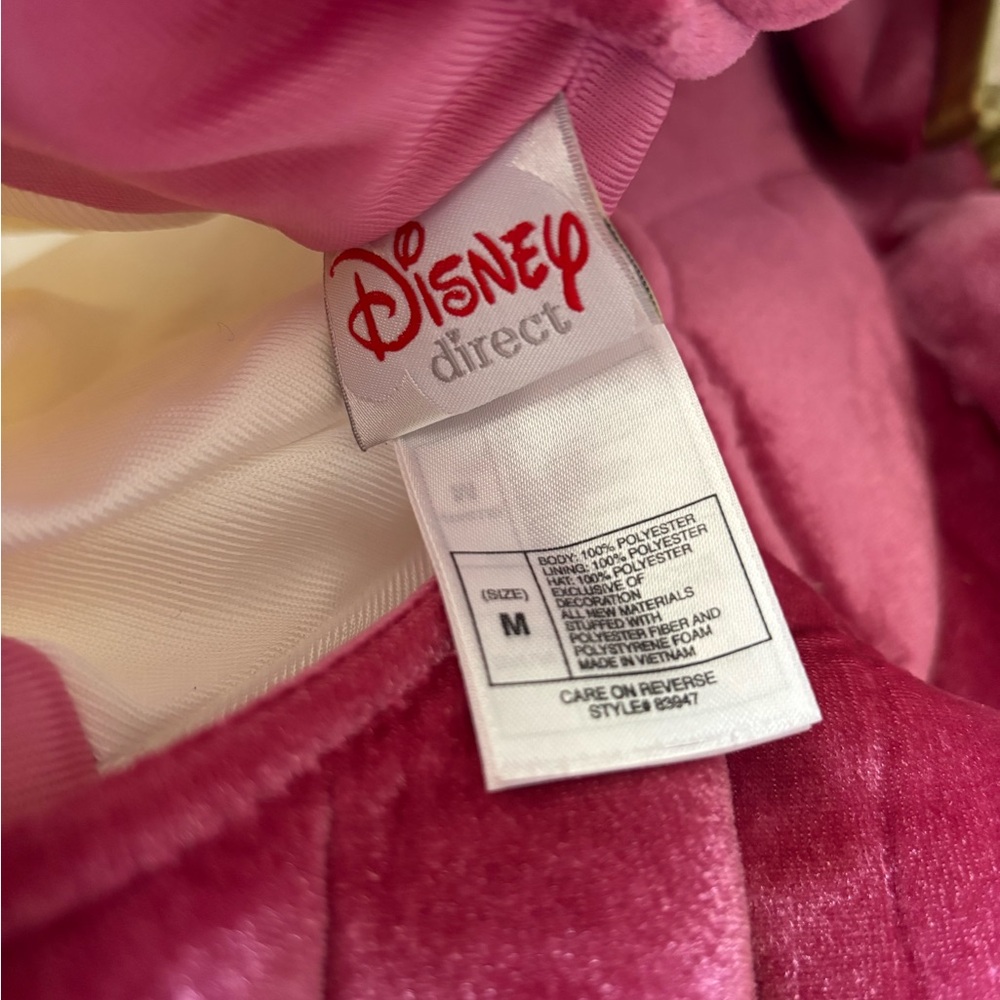 Disney
direct
(SIZE)
M
BODY: 100% POLYESTER
LINING: 100% POLYESTER
HAT: 100% POLYESTER
EXCLUSIVE OF
DECORATION
ALL NEW MATERIALS
STUFFED WITH
POLYESTER FIBER AND
POLYSTYRENE FOAM
MADE IN VIETNAM
CARE ON REVERSE
STYLE# 83947